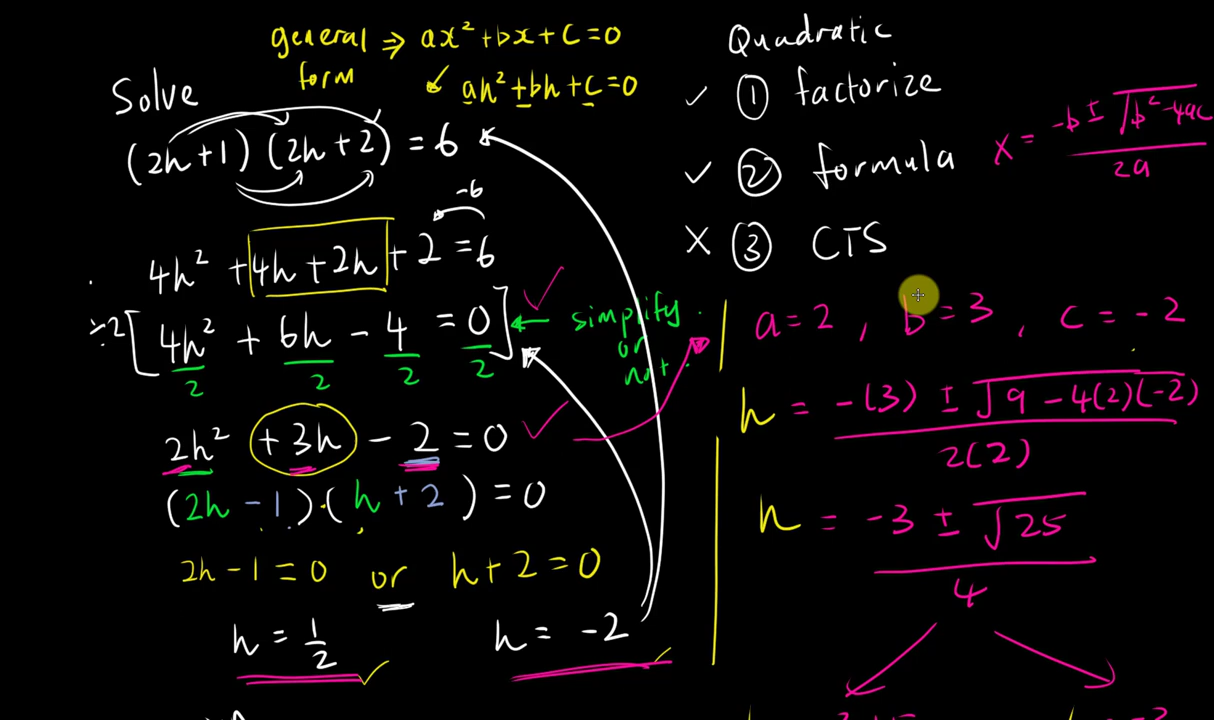 general ⇒ ax² + bx + c = 0
form ↙ ah² + bh + c = 0
Solve
(2h+1) (2h+2) = 6
-6
4h² + 4h + 2h + 2 = 6
÷2 [ 4h²/2 + 6h/2 - 4/2 = 0/2 ] ← simplify or not.
2h² + 3h - 2 = 0
(2h - 1)·(h + 2) = 0
2h - 1 = 0 or h + 2 = 0
h = 1/2 h = -2
Quadratic
✓ ① factorize
✓ ② formula
X ③ CTS
x = -b ± √b² - 4ac / 2a
a = 2 , b = 3 , c = -2
h = -(3) ± √9 - 4(2)(-2) / 2(2)
h = -3 ± √25 / 4